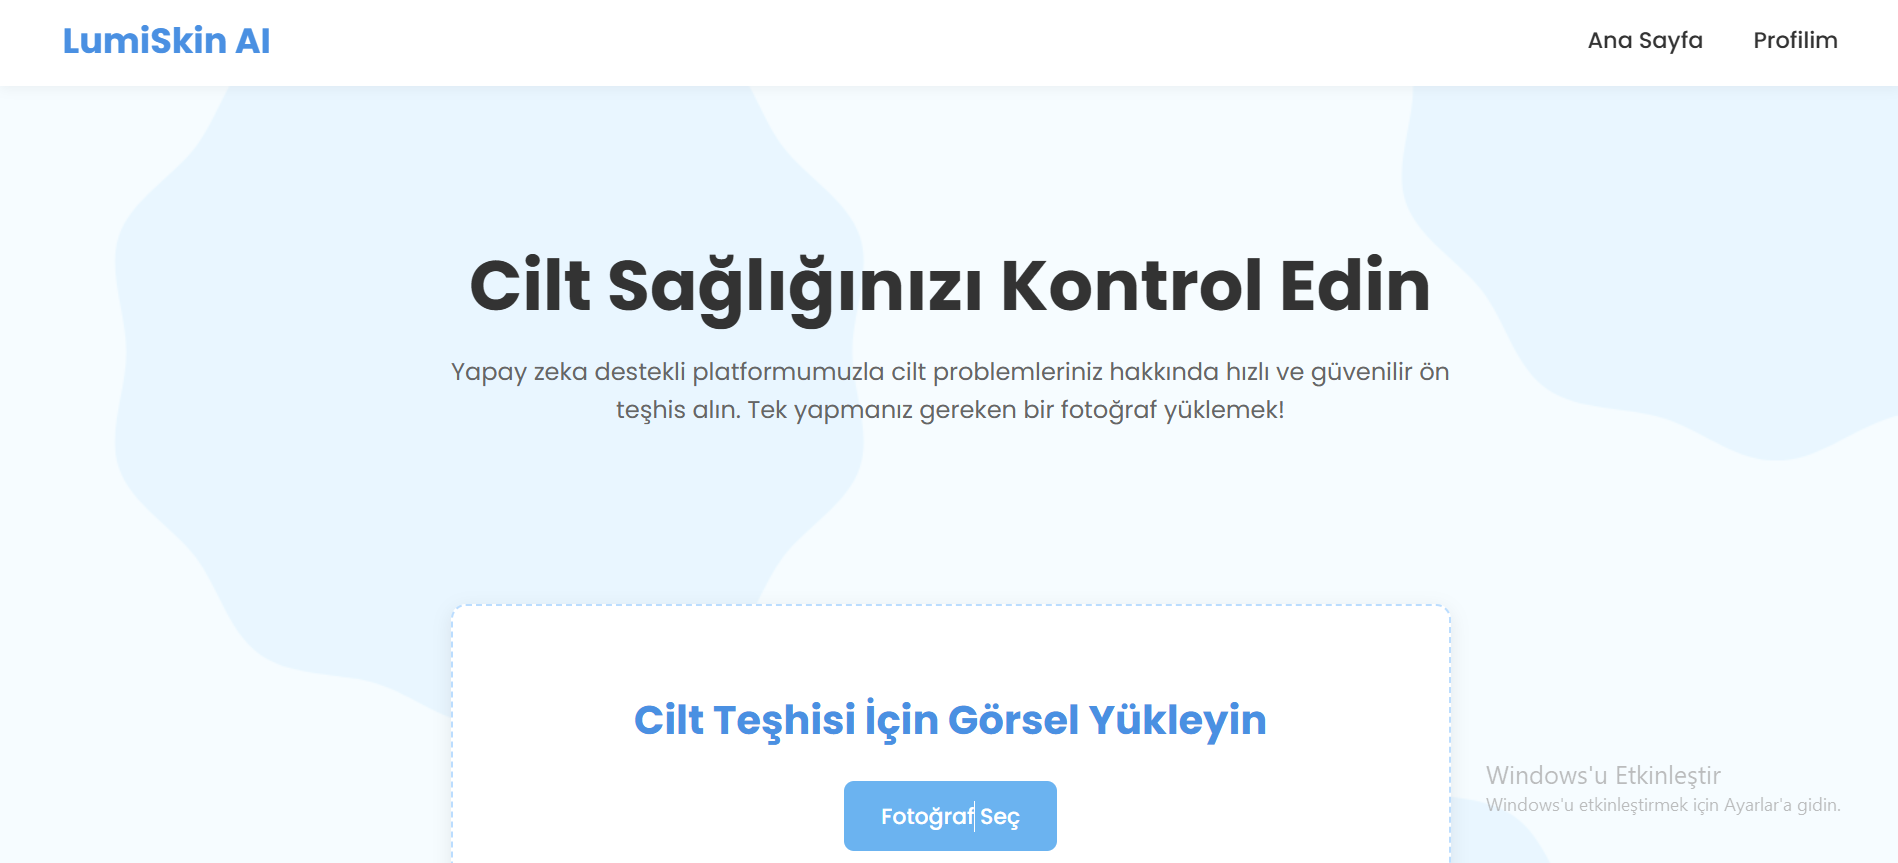 LumiSkin AI
Ana Sayfa
Profilim
Cilt Sağlığınızı Kontrol Edin
Yapay zeka destekli platformumuzla cilt problemleriniz hakkında hızlı ve güvenilir ön
teşhis alın. Tek yapmanız gereken bir fotoğraf yüklemek!
Cilt Teşhisi İçin Görsel Yükleyin
Fotoğraf Seç
Windows'u Etkinleştir
Windows'u etkinleştirmek için Ayarlar'a gidin.